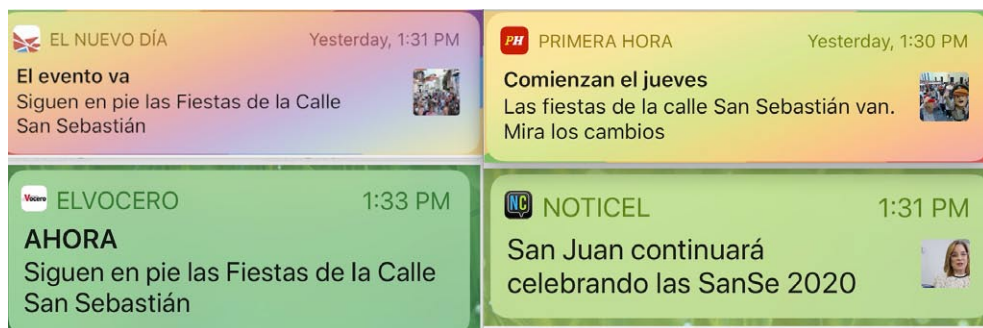 EL NUEVO DÍA
Yesterday, 1:31 PM
El evento va
Siguen en pie las Fiestas de la Calle
San Sebastián
PH PRIMERA HORA
Yesterday, 1:30 PM
Comienzan el jueves
Las fiestas de la calle San Sebastián van.
Mira los cambios
Vocero ELVOCERO
1:33 PM
AHORA
Siguen en pie las Fiestas de la Calle
San Sebastián
NC NOTICEL
1:31 PM
San Juan continuará
celebrando las SanSe 2020